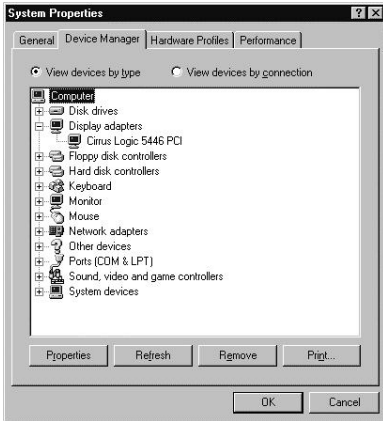 System Properties
General Device Manager Hardware Profiles Performance
View devices by type View devices by connection
Computer
Disk drives
Display adapters
Cirrus Logic 5446 PCI
Floppy disk controllers
Hard disk controllers
Keyboard
Monitor
Mouse
Network adapters
Other devices
Ports (COM & LPT)
Sound, video and game controllers
System devices
Properties Refresh Remove Print...
OK Cancel